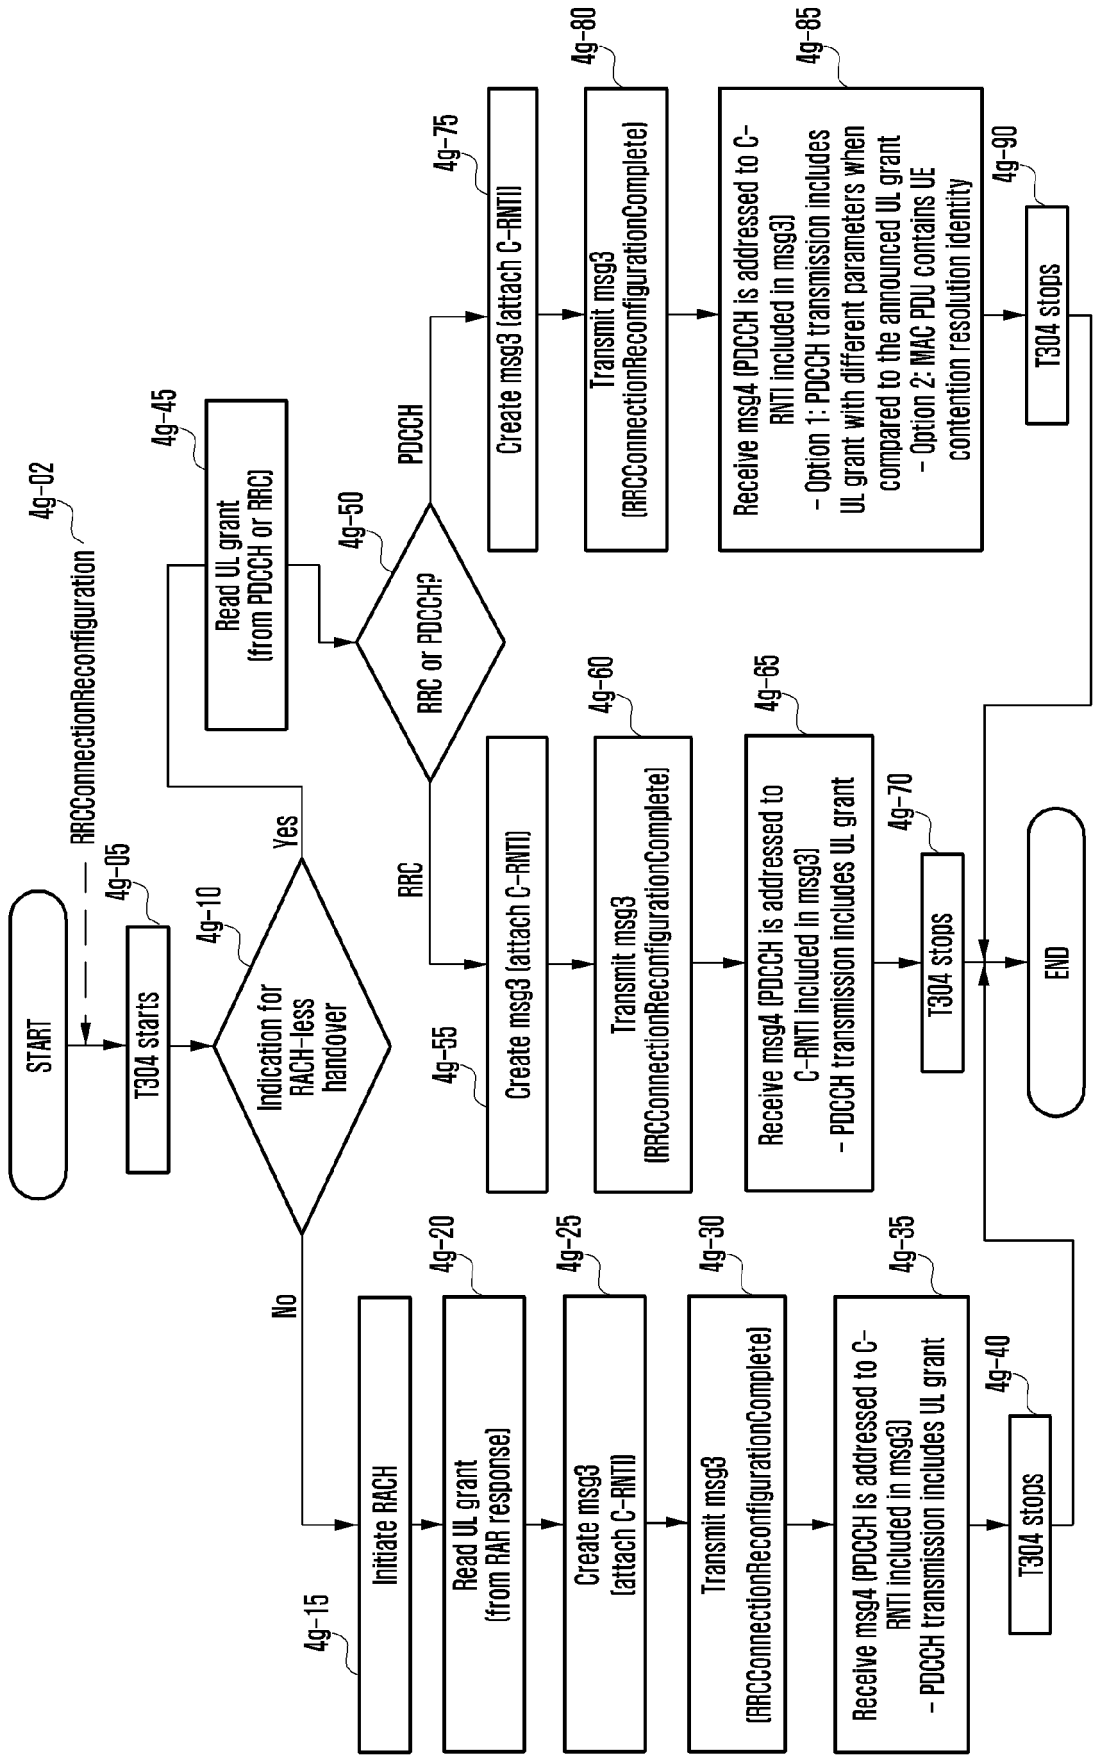 START
RRCConnectionReconfiguration
4g-02
4g-05
T304 starts
4g-10
Indication for
RACH-less
handover
No
Yes
4g-15
Initiate RACH
4g-20
Read UL grant
(from RAR response)
4g-25
Create msg3
(attach C-RNTI)
4g-30
Transmit msg3
(RRCConnectionReconfigurationComplete)
4g-35
Receive msg4 (PDCCH is addressed to C-
RNTI included in msg3)
- PDCCH transmission includes UL grant
4g-40
T304 stops
4g-45
Read UL grant
(from PDCCH or RRC)
4g-50
RRC or PDCCH?
RRC
PDCCH
4g-55
Create msg3 (attach C-RNTI)
4g-60
Transmit msg3
(RRCConnectionReconfigurationComplete)
4g-65
Receive msg4 (PDCCH is addressed to
C-RNTI included in msg3)
- PDCCH transmission includes UL grant
4g-70
T304 stops
4g-75
Create msg3 (attach C-RNTI)
4g-80
Transmit msg3
(RRCConnectionReconfigurationComplete)
4g-85
Receive msg4 (PDCCH is addressed to C-
RNTI included in msg3)
- Option 1: PDCCH transmission includes
UL grant with different parameters when
compared to the announced UL grant
- Option 2: MAC PDU contains UE
contention resolution identity
4g-90
T304 stops
END